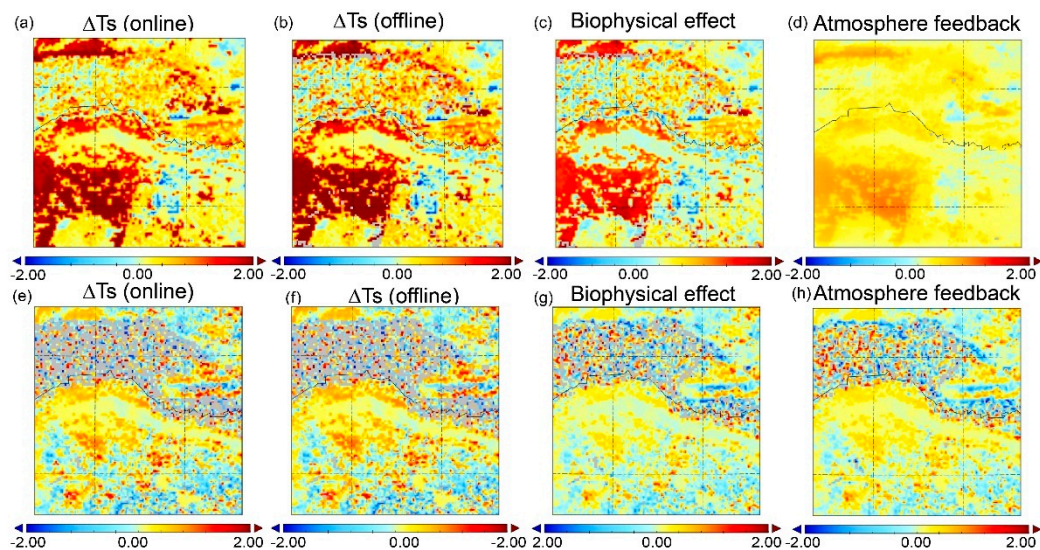 (a) ΔTs (online)
(b) ΔTs (offline)
(c) Biophysical effect
(d) Atmosphere feedback
-2.00 0.00 2.00
-2.00 0.00 2.00
-2.00 0.00 2.00
-2.00 0.00 2.00
(e) ΔTs (online)
(f) ΔTs (offline)
(g) Biophysical effect
(h) Atmosphere feedback
-2.00 0.00 2.00
-2.00 0.00 -2.00
2.00 0.00 2.00
-2.00 0.00 2.00